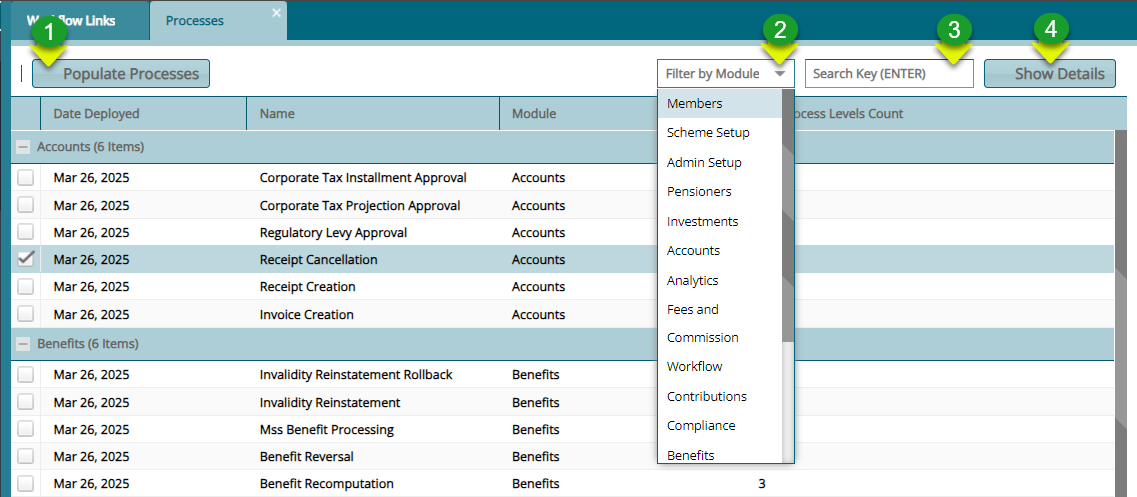 Workflow Links
Processes
1
2
3
4
Populate Processes
Filter by Module
Search Key (ENTER)
Show Details
Date Deployed
Name
Module
Levels Count
Members
Scheme Setup
Admin Setup
Pensioners
Investments
Accounts
Analytics
Fees and
Commission
Workflow
Contributions
Compliance
Benefits
Accounts (6 Items)
Mar 26, 2025 Corporate Tax Installment Approval Accounts
Mar 26, 2025 Corporate Tax Projection Approval Accounts
Mar 26, 2025 Regulatory Levy Approval Accounts
Mar 26, 2025 Receipt Cancellation Accounts
Mar 26, 2025 Receipt Creation Accounts
Mar 26, 2025 Invoice Creation Accounts
Benefits (6 Items)
Mar 26, 2025 Invalidity Reinstatement Rollback Benefits
Mar 26, 2025 Invalidity Reinstatement Benefits
Mar 26, 2025 Mss Benefit Processing Benefits
Mar 26, 2025 Benefit Reversal Benefits
Mar 26, 2025 Benefit Recomputation Benefits 3